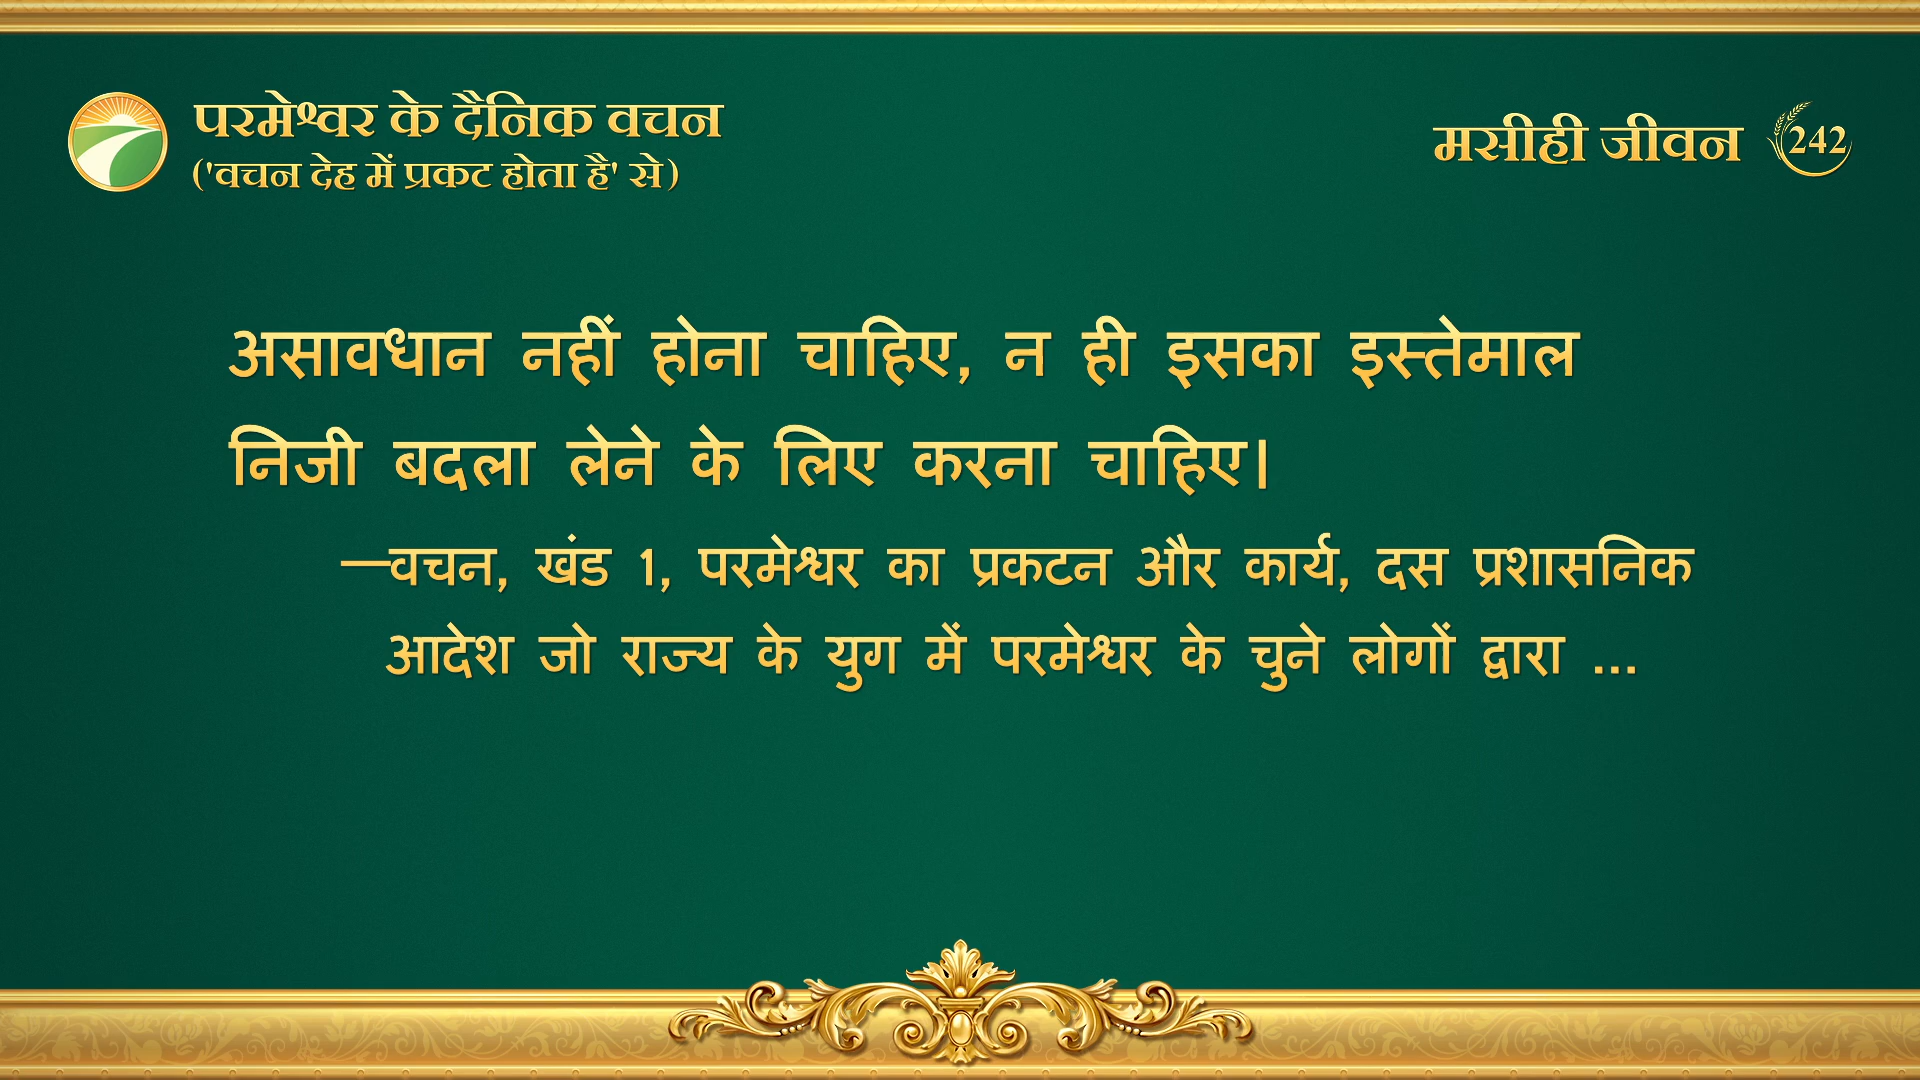 परमेश्वर के दैनिक वचन
('वचन देह में प्रकट होता है' से)
मसीही जीवन 242
असावधान नहीं होना चाहिए, न ही इसका इस्तेमाल
निजी बदला लेने के लिए करना चाहिए।
—वचन, खंड 1, परमेश्वर का प्रकटन और कार्य, दस प्रशासनिक
आदेश जो राज्य के युग में परमेश्वर के चुने लोगों द्वारा ...